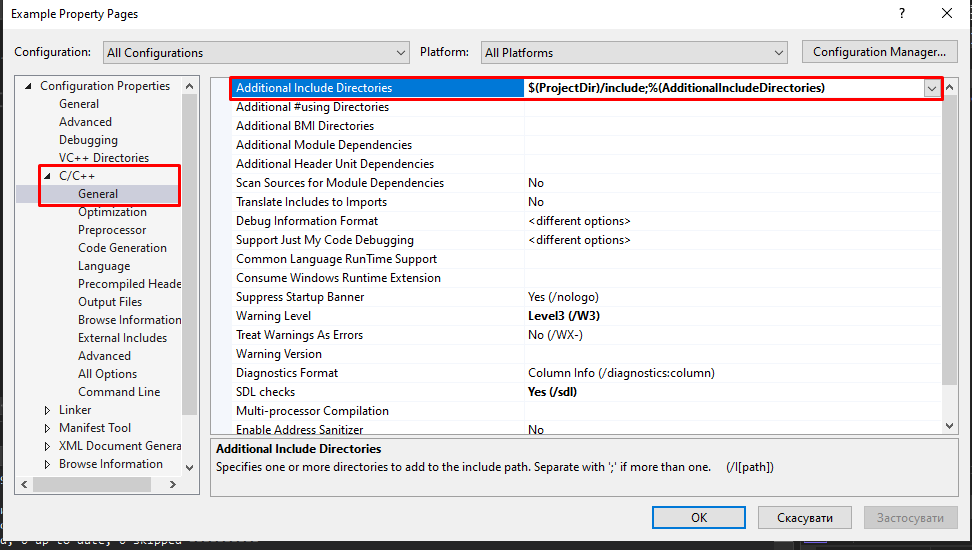 Example Property Pages
Configuration: All Configurations Platform: All Platforms Configuration Manager...
Configuration Properties
General
Advanced
Debugging
VC++ Directories
C/C++
General
Optimization
Preprocessor
Code Generation
Language
Precompiled Heade
Output Files
Browse Information
External Includes
Advanced
All Options
Command Line
Linker
Manifest Tool
XML Document Genera
Browse Information
Additional Include Directories $(ProjectDir)/include;%(AdditionalIncludeDirectories)
Additional #using Directories
Additional BMI Directories
Additional Module Dependencies
Additional Header Unit Dependencies
Scan Sources for Module Dependencies No
Translate Includes to Imports No
Debug Information Format <different options>
Support Just My Code Debugging <different options>
Common Language RunTime Support
Consume Windows Runtime Extension
Suppress Startup Banner Yes (/nologo)
Warning Level Level3 (/W3)
Treat Warnings As Errors No (/WX-)
Warning Version
Diagnostics Format Column Info (/diagnostics:column)
SDL checks Yes (/sdl)
Multi-processor Compilation
Enable Address Sanitizer No
Additional Include Directories
Specifies one or more directories to add to the include path. Separate with ';' if more than one. (/I[path])
OK Скасувати Застосувати